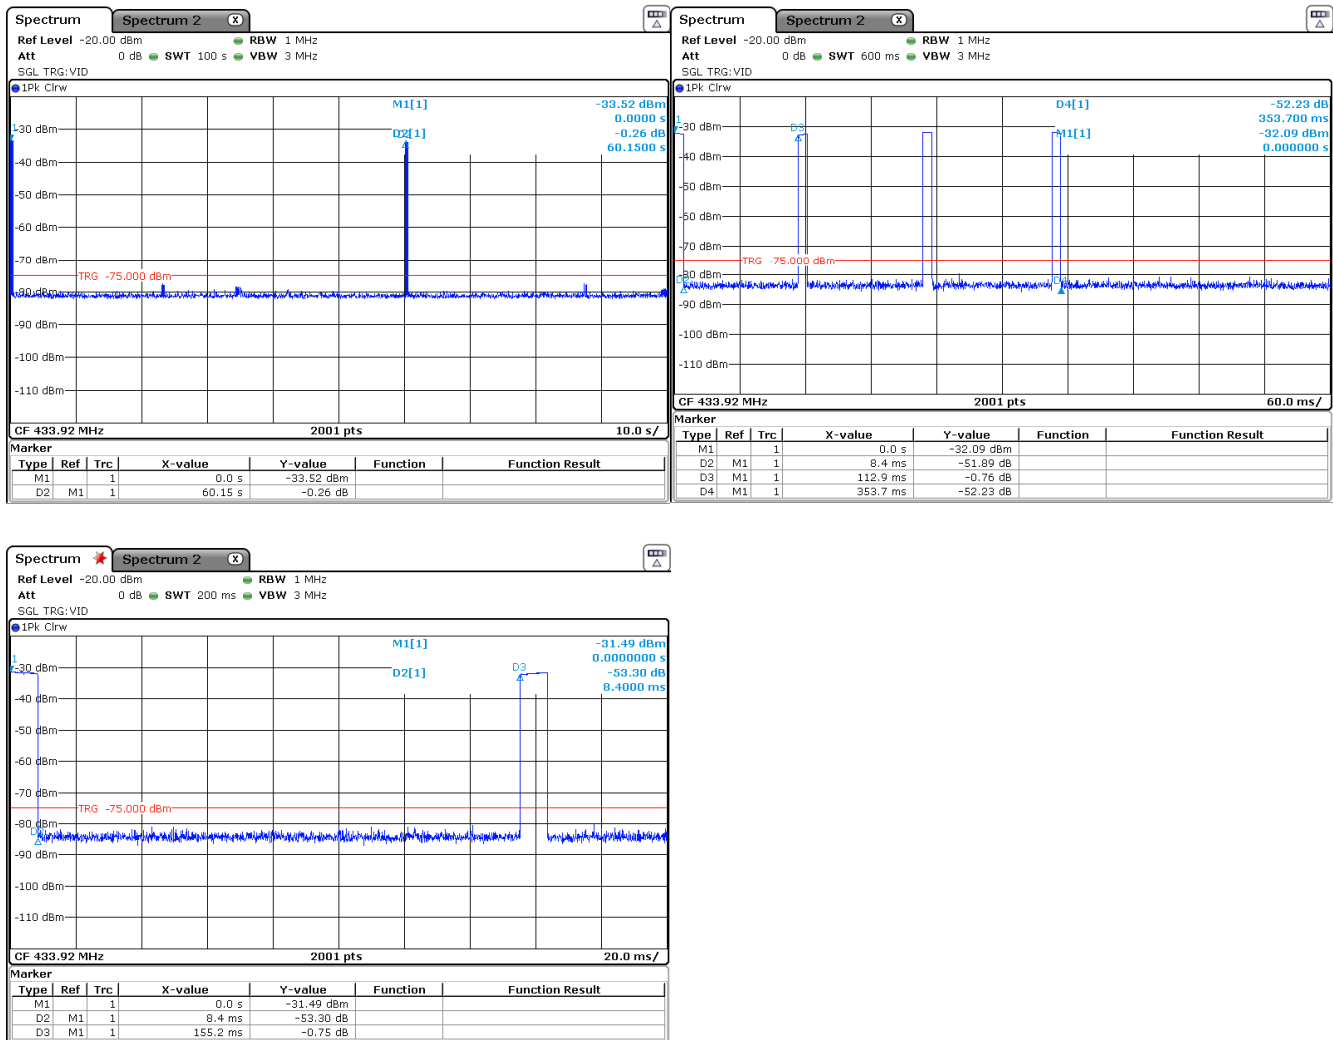 Spectrum Spectrum 2 X
Ref Level -20.00 dBm RBW 1 MHz
Att 0 dB SWT 100 s VBW 3 MHz
SGL TRG:VID
1Pk Clrw
M1[1] -33.52 dBm
0.0000 s
D2[1] -0.26 dB
60.1500 s
1
D2
-30 dBm
-40 dBm
-50 dBm
-60 dBm
-70 dBm
TRG -75.000 dBm
-80 dBm
-90 dBm
-100 dBm
-110 dBm
CF 433.92 MHz 2001 pts 10.0 s/
Marker
Type Ref Trc X-value Y-value Function Function Result
M1 1 0.0 s -33.52 dBm
D2 M1 1 60.15 s -0.26 dB
Spectrum Spectrum 2 X
Ref Level -20.00 dBm RBW 1 MHz
Att 0 dB SWT 600 ms VBW 3 MHz
SGL TRG:VID
1Pk Clrw
D4[1] -52.23 dB
353.700 ms
M1[1] -32.09 dBm
0.000000 s
1
D3
-30 dBm
-40 dBm
-50 dBm
-60 dBm
-70 dBm
TRG -75.000 dBm
-80 dBm
-90 dBm
-100 dBm
-110 dBm
CF 433.92 MHz 2001 pts 60.0 ms/
Marker
Type Ref Trc X-value Y-value Function Function Result
M1 1 0.0 s -32.09 dBm
D2 M1 1 8.4 ms -51.89 dB
D3 M1 1 112.9 ms -0.76 dB
D4 M1 1 353.7 ms -52.23 dB
Spectrum Spectrum 2 X
Ref Level -20.00 dBm RBW 1 MHz
Att 0 dB SWT 200 ms VBW 3 MHz
SGL TRG:VID
1Pk Clrw
M1[1] -31.49 dBm
0.0000000 s
D2[1] -53.30 dB
8.4000 ms
1
D3
-30 dBm
-40 dBm
-50 dBm
-60 dBm
-70 dBm
TRG -75.000 dBm
-80 dBm
-90 dBm
-100 dBm
-110 dBm
CF 433.92 MHz 2001 pts 20.0 ms/
Marker
Type Ref Trc X-value Y-value Function Function Result
M1 1 0.0 s -31.49 dBm
D2 M1 1 8.4 ms -53.30 dB
D3 M1 1 155.2 ms -0.75 dB